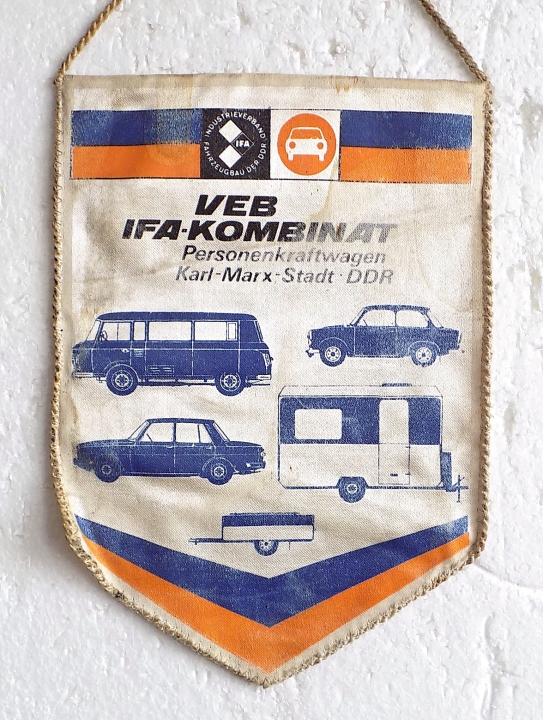 INDUSTRIEVERBAND
IFA
FAHRZEUGBAU DER DDR
VEB
IFA-KOMBINAT
Personenkraftwagen
Karl-Marx-Stadt · DDR